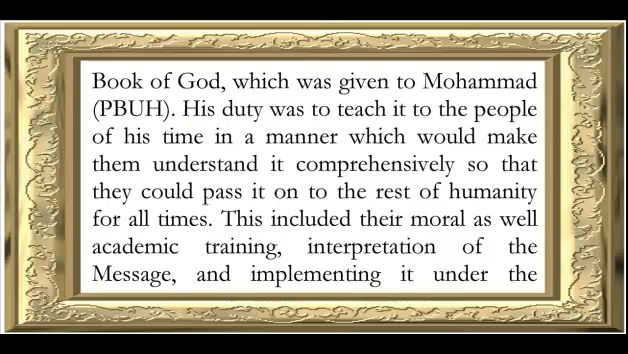 Book of God, which was given to Mohammad
(PBUH). His duty was to teach it to the people
of his time in a manner which would make
them understand it comprehensively so that
they could pass it on to the rest of humanity
for all times. This included their moral as well
academic training, interpretation of the
Message, and implementing it under the